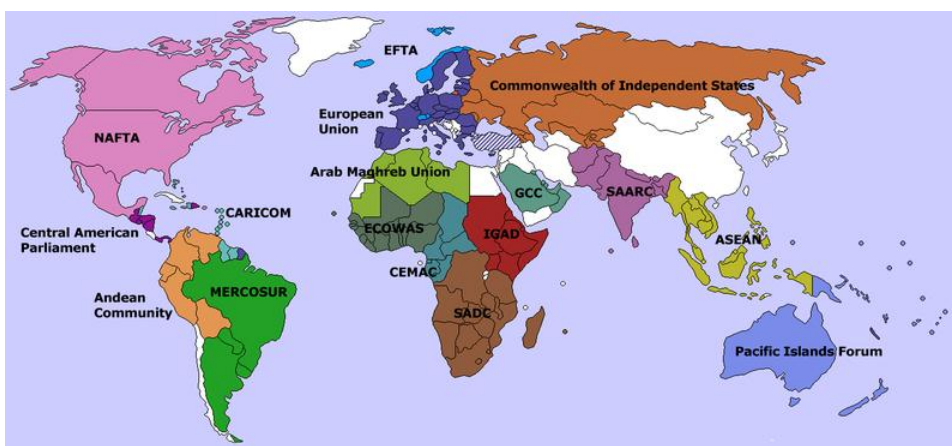 EFTA
Commonwealth of Independent States
European
Union
NAFTA
Arab Maghreb Union
GCC
SAARC
CARICOM
Central American
Parliament
ECOWAS
IGAD
ASEAN
CEMAC
MERCOSUR
Andean
Community
SADC
Pacific Islands Forum